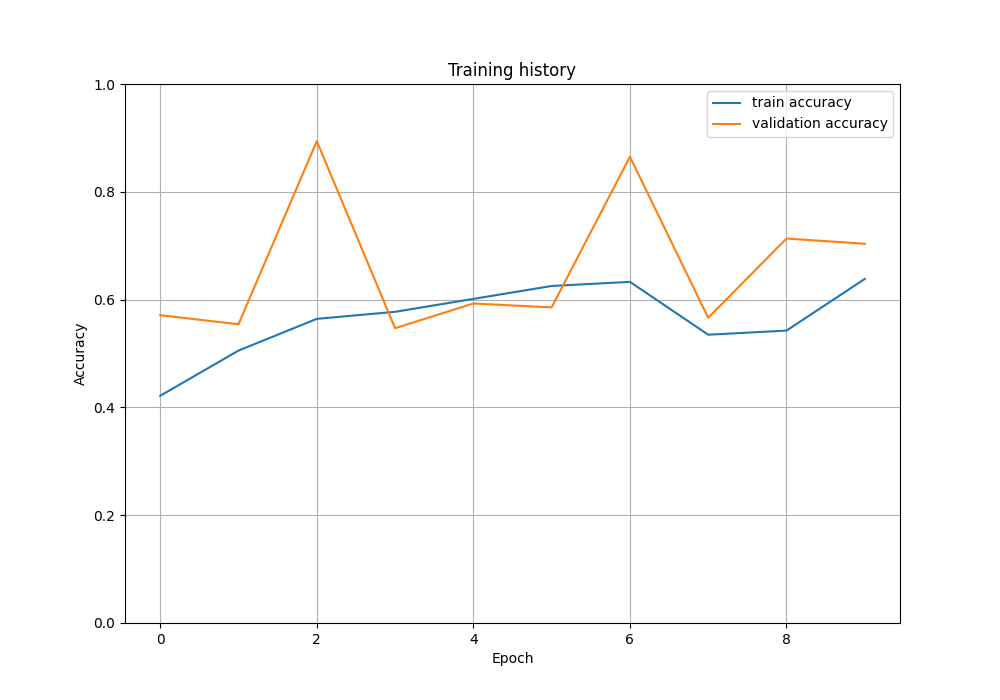 Training history
train accuracy
validation accuracy
1.0
0.8
0.6
0.4
0.2
0.0
Accuracy
0 2 4 6 8
Epoch